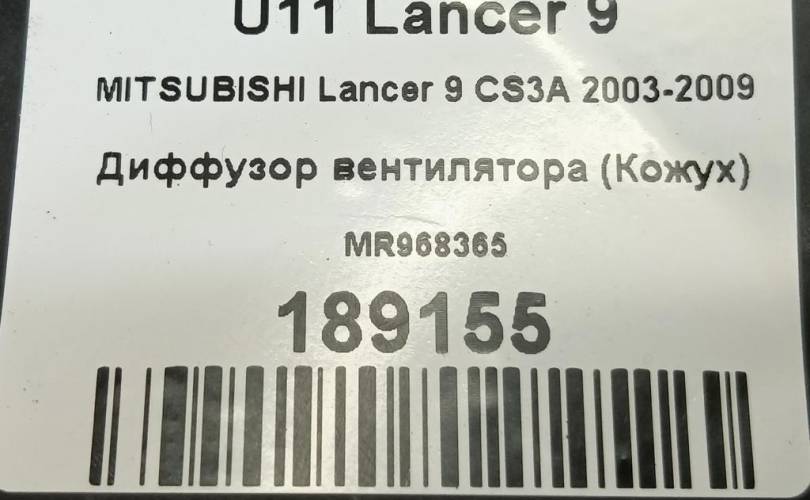 U11 Lancer 9
MITSUBISHI Lancer 9 CS3A 2003-2009
Диффузор вентилятора (Кожух)
MR968365
189155